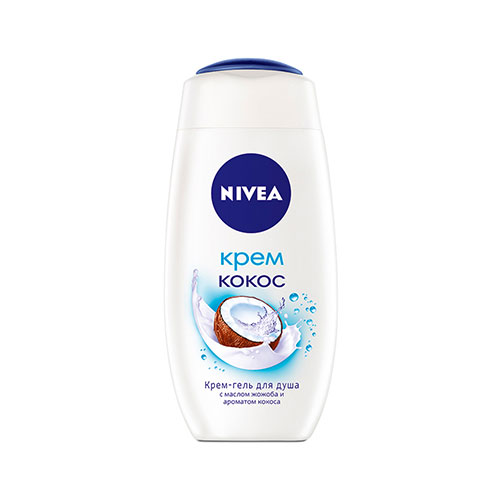 NIVEA
крем
кокос
Крем-гель для душа
с маслом жожоба и
ароматом кокоса